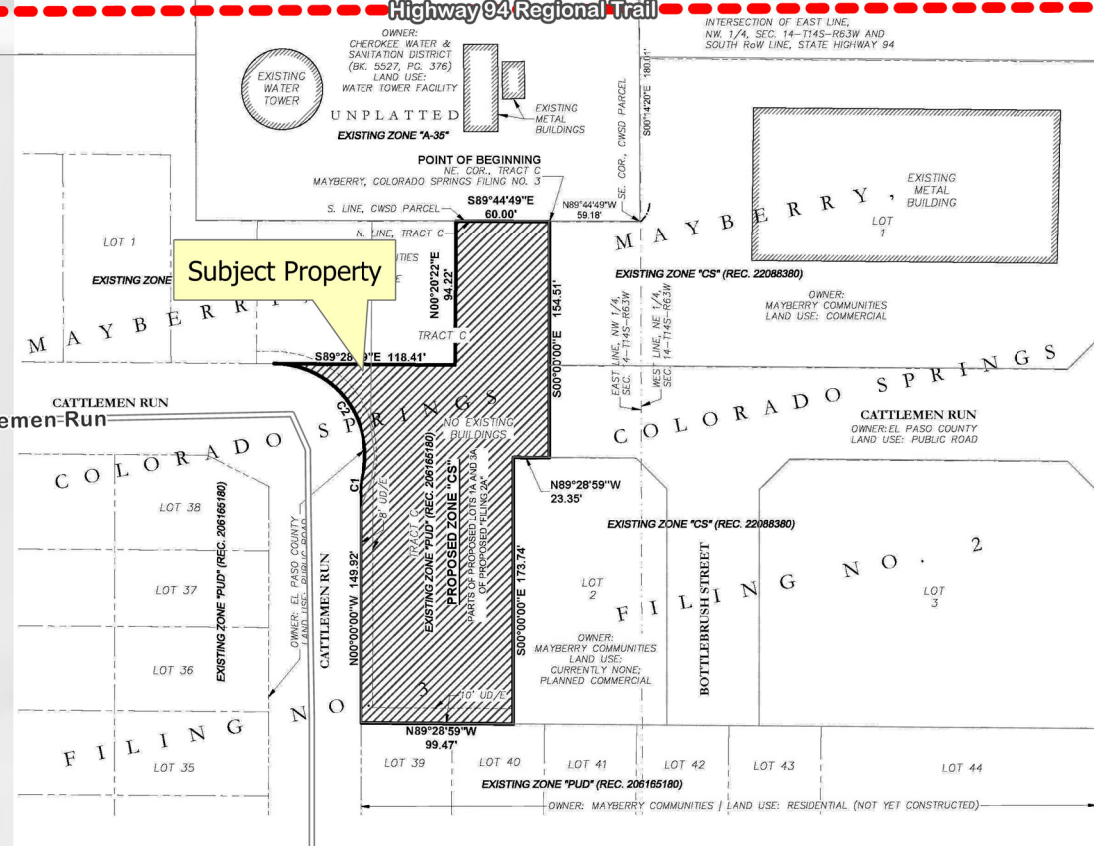 Highway 94 Regional Trail
INTERSECTION OF EAST LINE,
NW. 1/4, SEC. 14-T14S-R63W AND
SOUTH RoW LINE, STATE HIGHWAY 94
OWNER:
CHEROKEE WATER &
SANITATION DISTRICT
(BK. 5527, PG. 376)
LAND USE:
WATER TOWER FACILITY
EXISTING
WATER
TOWER
UNPLATTED
EXISTING ZONE "A-35"
EXISTING
METAL
BUILDINGS
S00°14'20"E 180.01'
SE. COR., CWSD PARCEL
POINT OF BEGINNING
NE. COR., TRACT C
MAYBERRY, COLORADO SPRINGS FILING NO. 3
S89°44'49"E
60.00'
N89°44'49"W
59.18'
S. LINE, CWSD PARCEL
N. LINE, TRACT C
EXISTING
METAL
BUILDING
LOT
1
MAYBERRY,
EXISTING ZONE "CS" (REC. 22088380)
OWNER:
MAYBERRY COMMUNITIES
LAND USE: COMMERCIAL
LOT 1
EXISTING ZONE
ITIES
E
Subject Property
MAYBERR
N00°20'22"E
94.22'
TRACT C
S00°00'00"E 154.51'
EAST LINE, NW 1/4,
SEC. 14-T14S-R63W
WEST LINE, NE 1/4,
SEC. 14-T14S-R63W
S89°28' 9"E 118.41'
CATTLEMEN RUN
emen Run
C2
C1
COLORADO SPRINGS
NO EXISTING
BUILDINGS
COLORADO SPRINGS
CATTLEMEN RUN
OWNER: EL PASO COUNTY
LAND USE: PUBLIC ROAD
N89°28'59"W
23.35'
EXISTING ZONE "CS" (REC. 22088380)
LOT 38
LOT 37
LOT 36
LOT 35
EXISTING ZONE "PUD" (REC. 206165180)
OWNER: EL PASO COUNTY
LAND USE: PUBLIC ROAD
CATTLEMEN RUN
N00°00'00"W 149.92'
8' UD/E
TRACT C
EXISTING ZONE "PUD" (REC. 206165180)
PROPOSED ZONE "CS"
PARTS OF PROPOSED LOTS 1A AND 3A
OF PROPOSED "FILING 2A"
S00°00'00"E 173.74'
LOT
2
OWNER:
MAYBERRY COMMUNITIES
LAND USE:
CURRENTLY NONE;
PLANNED COMMERCIAL
BOTTLEBRUSH STREET
LOT
3
FILING NO. 2
10' UD/E
FILING NO. 3
N89°28'59"W
99.47'
LOT 39
LOT 40
LOT 41
LOT 42
LOT 43
LOT 44
EXISTING ZONE "PUD" (REC. 206165180)
OWNER: MAYBERRY COMMUNITIES / LAND USE: RESIDENTIAL (NOT YET CONSTRUCTED)